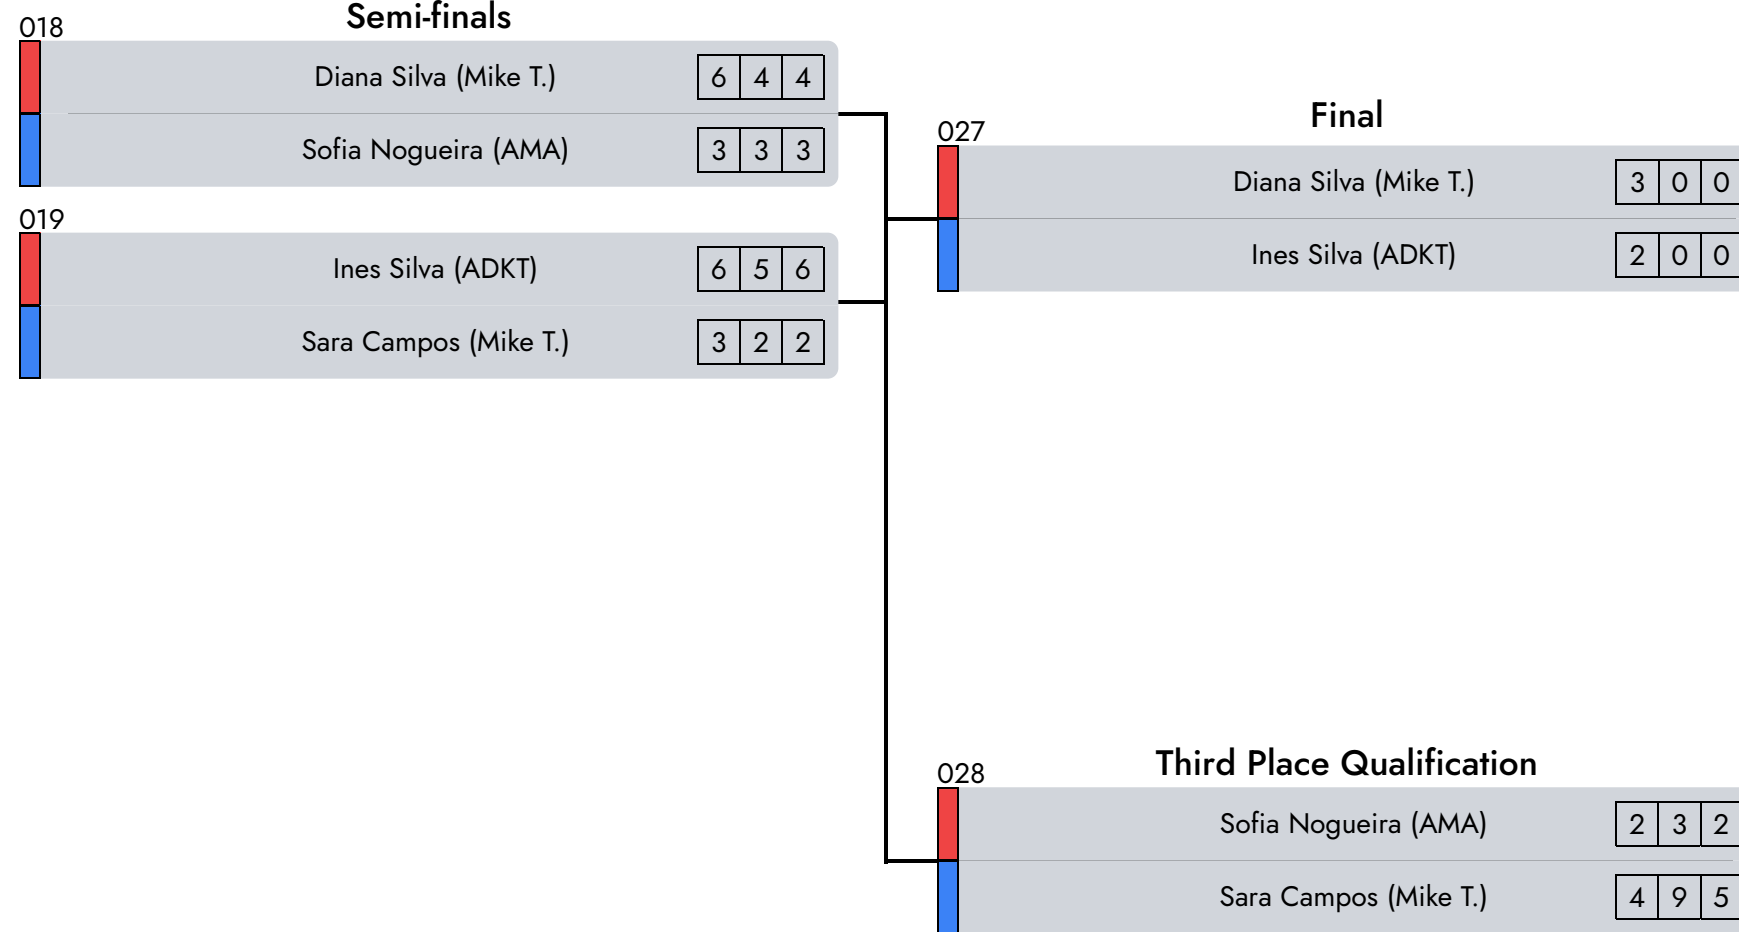 Semi-finals
018
Diana Silva (Mike T.) 6 4 4
Sofia Nogueira (AMA) 3 3 3
019
Ines Silva (ADKT) 6 5 6
Sara Campos (Mike T.) 3 2 2
Final
027
Diana Silva (Mike T.) 3 0 0
Ines Silva (ADKT) 2 0 0
Third Place Qualification
028
Sofia Nogueira (AMA) 2 3 2
Sara Campos (Mike T.) 4 9 5